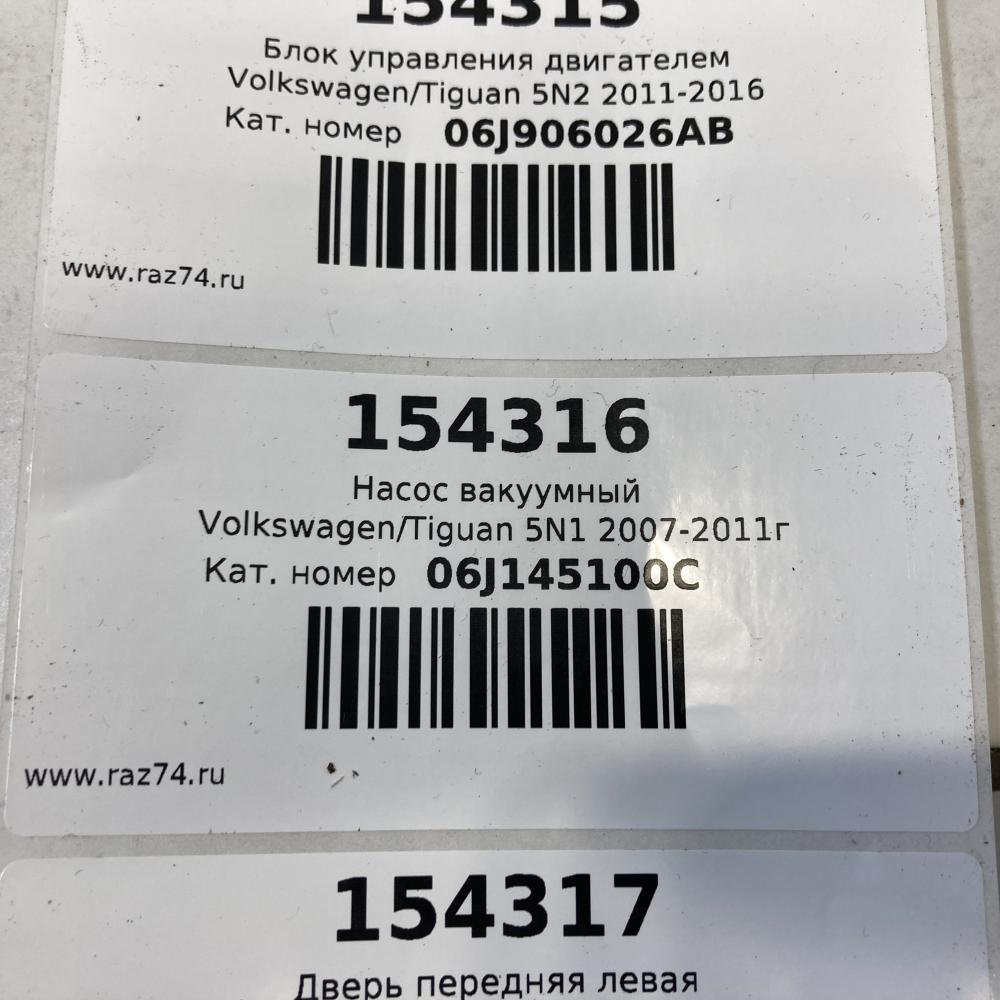 154315
Блок управления двигателем
Volkswagen/Tiguan 5N2 2011-2016
Кат. номер 06J906026AB
www.raz74.ru
154316
Насос вакуумный
Volkswagen/Tiguan 5N1 2007-2011г
Кат. номер 06J145100C
www.raz74.ru
154317
Дверь передняя левая